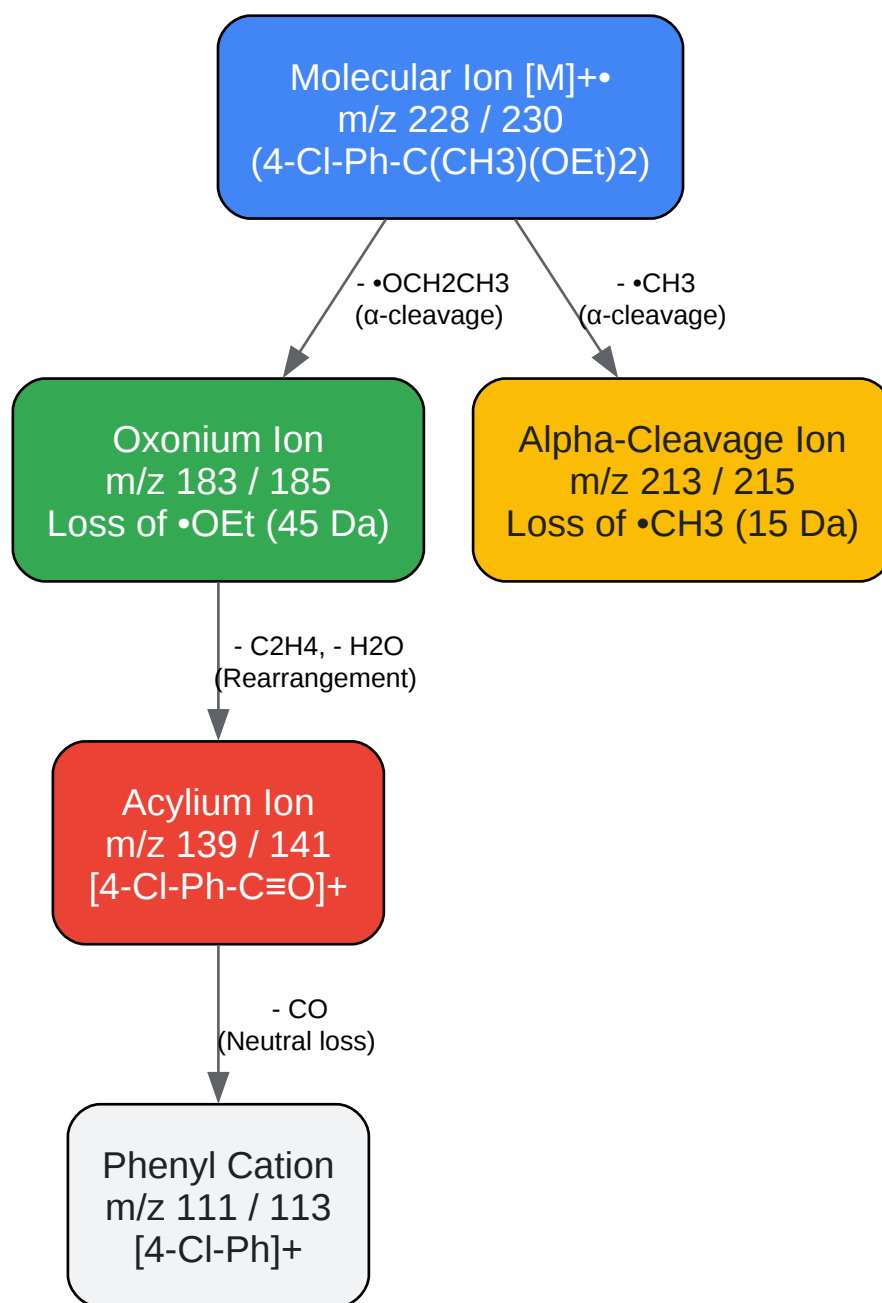 Molecular Ion [M]+•
m/z 228 / 230
(4-Cl-Ph-C(CH3)(OEt)2)
- •OCH2CH3
(α-cleavage)
- •CH3
(α-cleavage)
Oxonium Ion
m/z 183 / 185
Loss of •OEt (45 Da)
Alpha-Cleavage Ion
m/z 213 / 215
Loss of •CH3 (15 Da)
- C2H4, - H2O
(Rearrangement)
Acylium Ion
m/z 139 / 141
[4-Cl-Ph-C≡O]+
- CO
(Neutral loss)
Phenyl Cation
m/z 111 / 113
[4-Cl-Ph]+